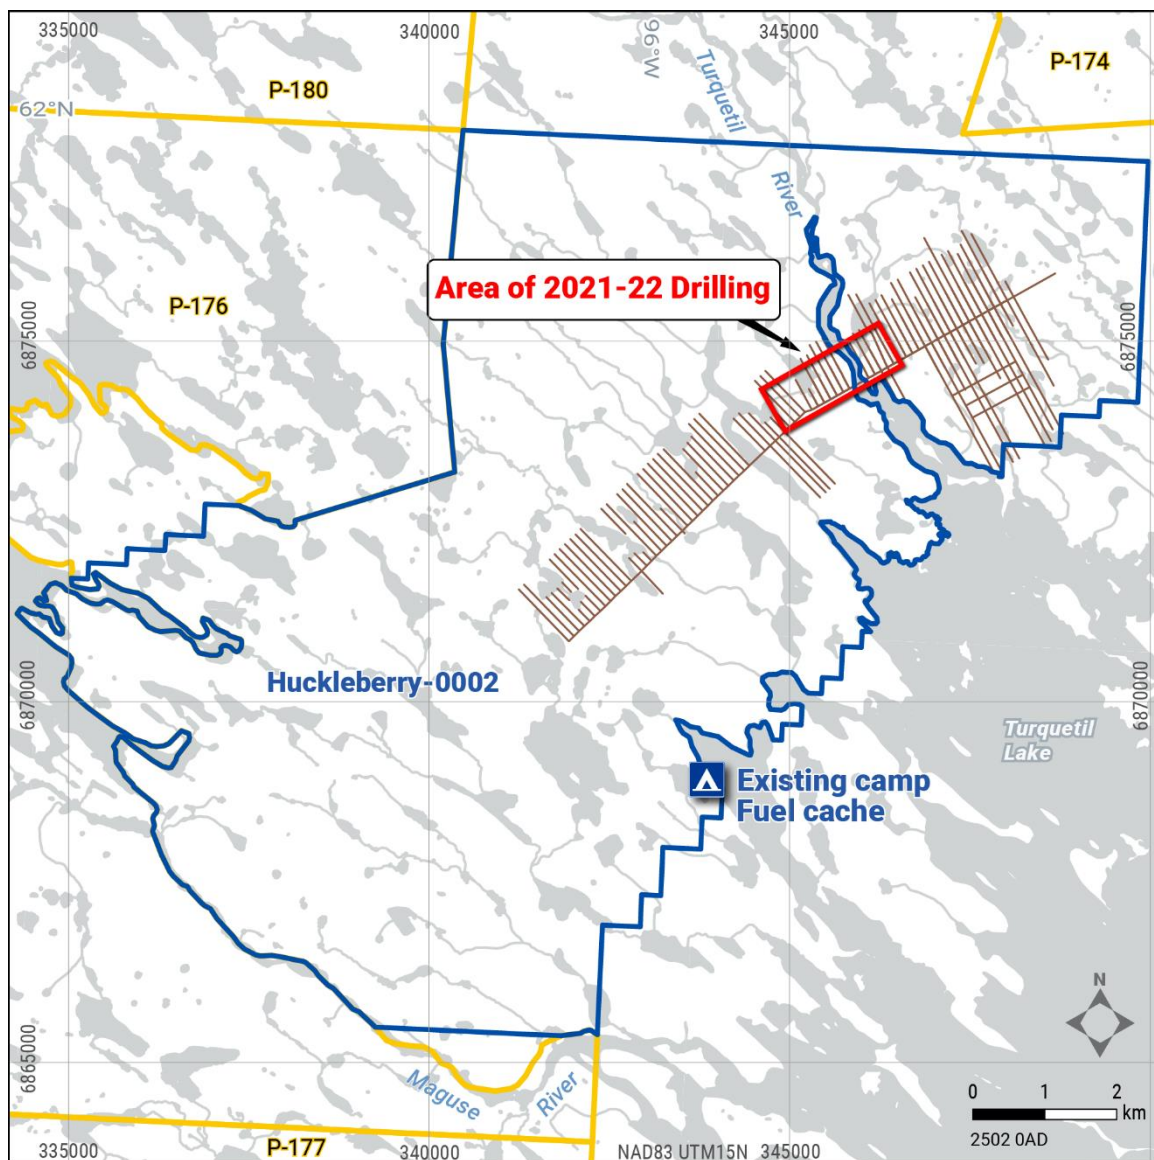 335000
340000
345000
P-180
96°W
Turquetil
P-174
62°N
River
P-176
Area of 2021-22 Drilling
6875000
6875000
Huckleberry-0002
6870000
6870000
Turquetil
Lake
Existing camp
Fuel cache
N
6865000
Maguse
River
0 1 2
km
2502 0AD
335000
P-177
340000
NAD83 UTM15N
345000